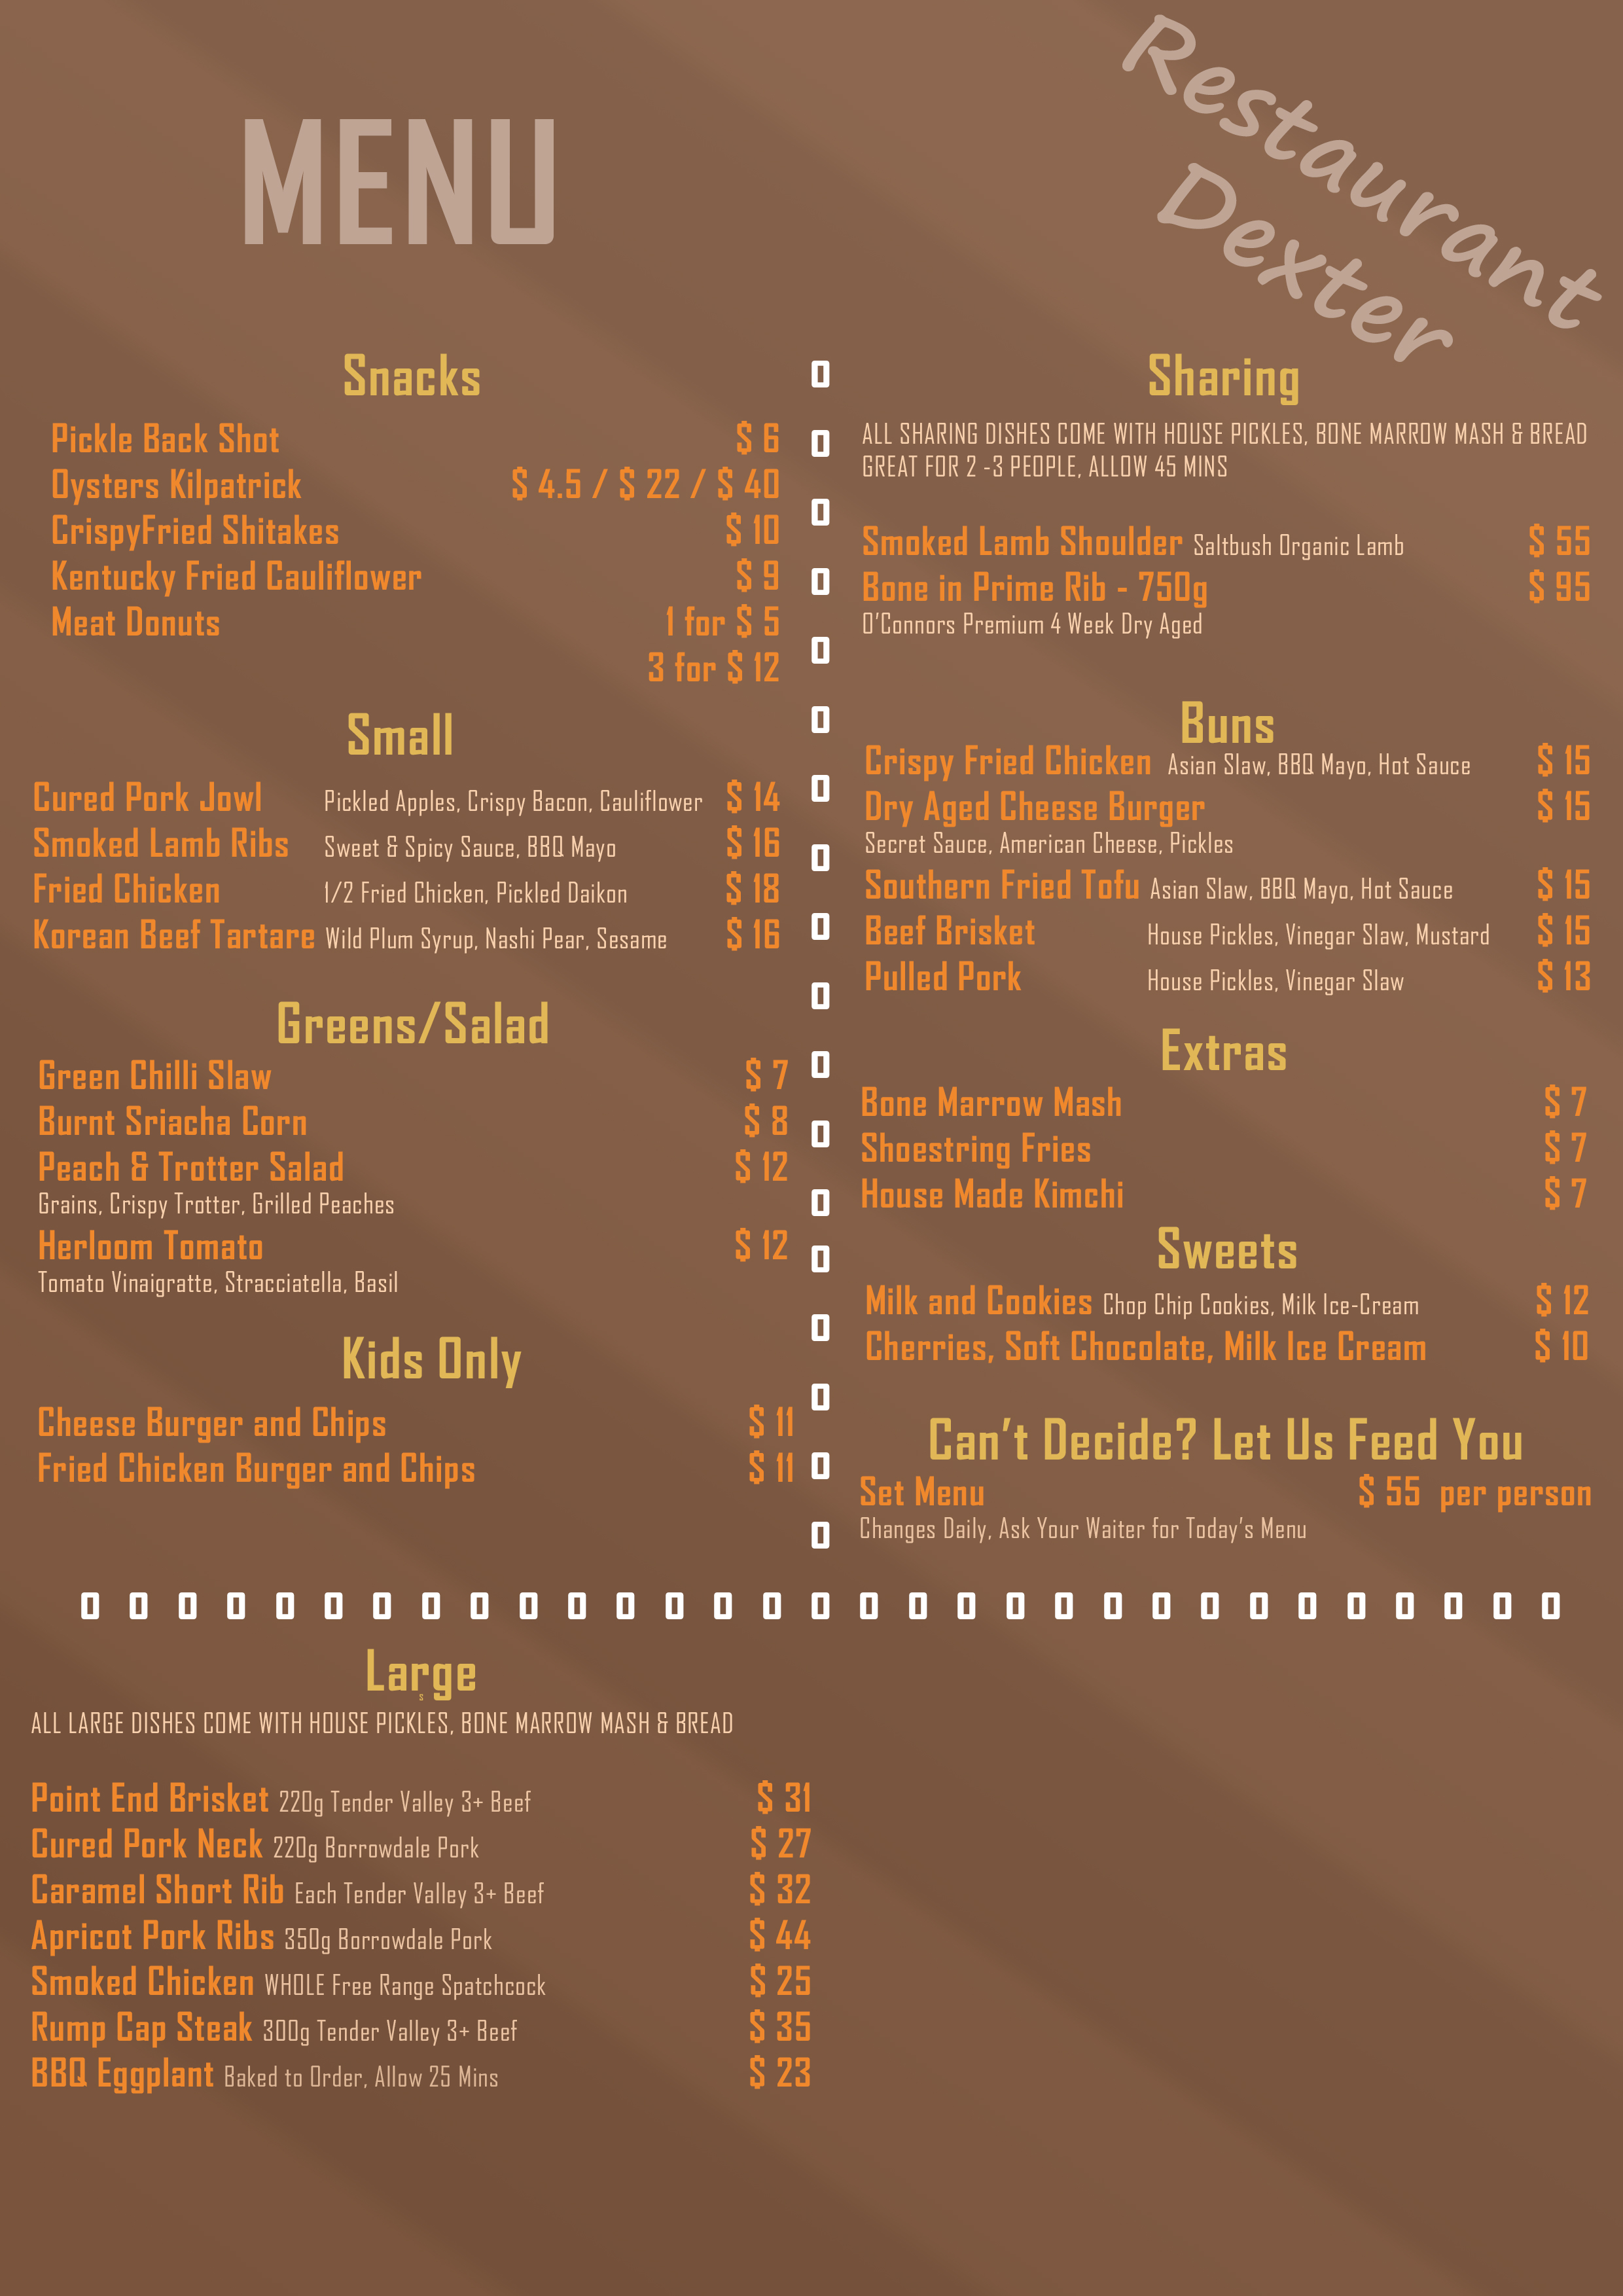 MENU
Restaurant
Dexter
Snacks
Pickle Back Shot $ 6
Oysters Kilpatrick $ 4.5 / $ 22 / $ 40
CrispyFried Shitakes $ 10
Kentucky Fried Cauliflower $ 9
Meat Donuts 1 for $ 5
3 for $ 12
Small
Cured Pork Jowl Pickled Apples, Crispy Bacon, Cauliflower $ 14
Smoked Lamb Ribs Sweet & Spicy Sauce, BBQ Mayo $ 16
Fried Chicken 1/2 Fried Chicken, Pickled Daikon $ 18
Korean Beef Tartare Wild Plum Syrup, Nashi Pear, Sesame $ 16
Greens/Salad
Green Chilli Slaw $ 7
Burnt Sriacha Corn $ 8
Peach & Trotter Salad $ 12
Grains, Crispy Trotter, Grilled Peaches
Herloom Tomato $ 12
Tomato Vinaigratte, Stracciatella, Basil
Kids Only
Cheese Burger and Chips $ 11
Fried Chicken Burger and Chips $ 11
Sharing
ALL SHARING DISHES COME WITH HOUSE PICKLES, BONE MARROW MASH & BREAD
GREAT FOR 2 -3 PEOPLE, ALLOW 45 MINS
Smoked Lamb Shoulder Saltbush Organic Lamb $ 55
Bone in Prime Rib - 750g $ 95
O'Connors Premium 4 Week Dry Aged
Buns
Crispy Fried Chicken Asian Slaw, BBQ Mayo, Hot Sauce $ 15
Dry Aged Cheese Burger $ 15
Secret Sauce, American Cheese, Pickles
Southern Fried Tofu Asian Slaw, BBQ Mayo, Hot Sauce $ 15
Beef Brisket House Pickles, Vinegar Slaw, Mustard $ 15
Pulled Pork House Pickles, Vinegar Slaw $ 13
Extras
Bone Marrow Mash $ 7
Shoestring Fries $ 7
House Made Kimchi $ 7
Sweets
Milk and Cookies Chop Chip Cookies, Milk Ice-Cream $ 12
Cherries, Soft Chocolate, Milk Ice Cream $ 10
Can't Decide? Let Us Feed You
Set Menu $ 55 per person
Changes Daily, Ask Your Waiter for Today's Menu
Large
s
ALL LARGE DISHES COME WITH HOUSE PICKLES, BONE MARROW MASH & BREAD
Point End Brisket 220g Tender Valley 3+ Beef $ 31
Cured Pork Neck 220g Borrowdale Pork $ 27
Caramel Short Rib Each Tender Valley 3+ Beef $ 32
Apricot Pork Ribs 350g Borrowdale Pork $ 44
Smoked Chicken WHOLE Free Range Spatchcock $ 25
Rump Cap Steak 300g Tender Valley 3+ Beef $ 35
BBQ Eggplant Baked to Order, Allow 25 Mins $ 23